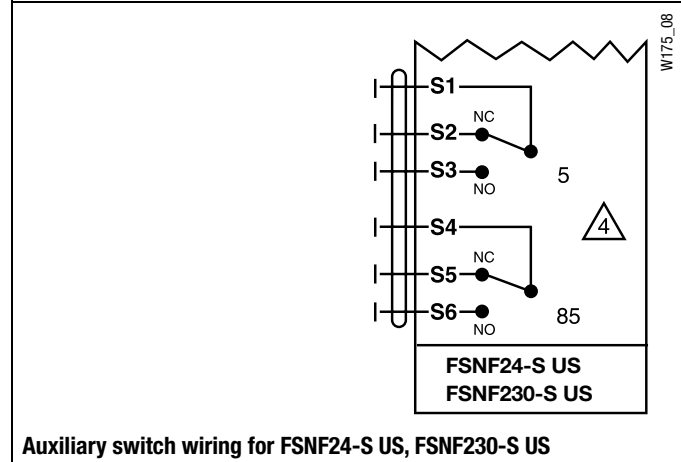 W175_08
S1
NC
S2
S3
NO
5
4
S4
NC
S5
S6
NO
85
FSNF24-S US
FSNF230-S US
Auxiliary switch wiring for FSNF24-S US, FSNF230-S US